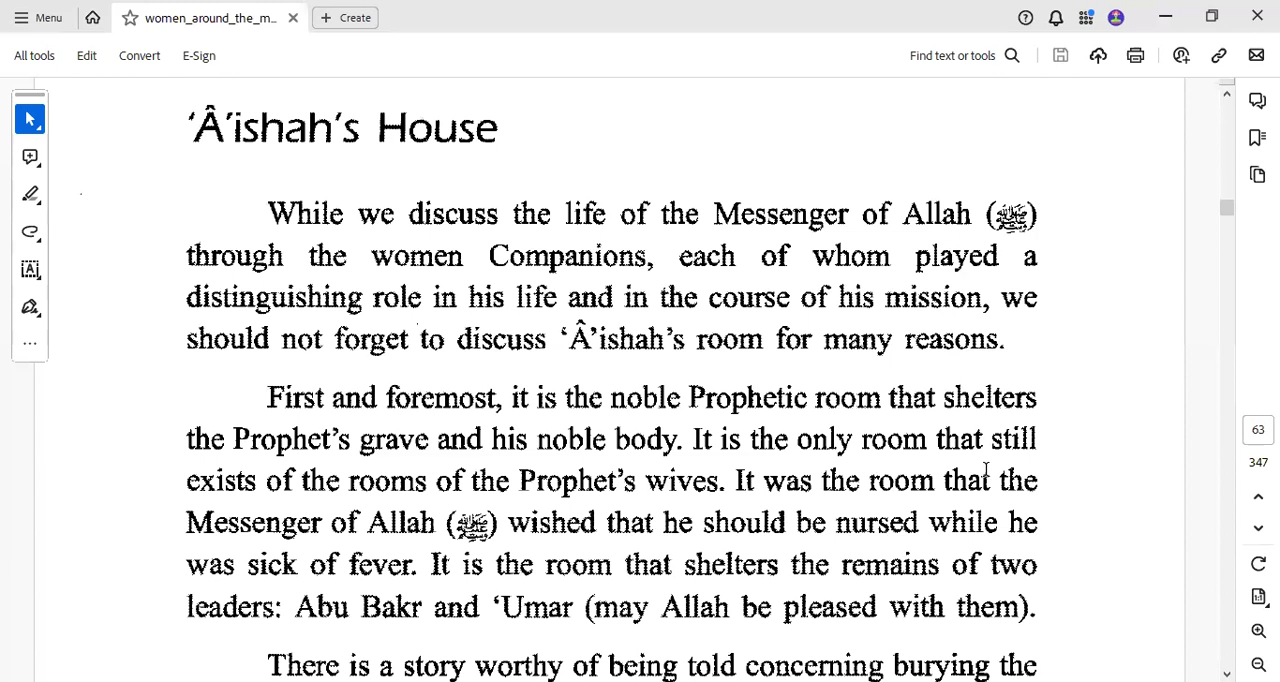 Menu
women_around_the_m...
Create
All tools Edit Convert E-Sign
Find text or tools
‘Â’ishah’s House
While we discuss the life of the Messenger of Allah (ﷺ)
through the women Companions, each of whom played a
distinguishing role in his life and in the course of his mission, we
should not forget to discuss ‘Â’ishah’s room for many reasons.
First and foremost, it is the noble Prophetic room that shelters
the Prophet’s grave and his noble body. It is the only room that still
exists of the rooms of the Prophet’s wives. It was the room that the
Messenger of Allah (ﷺ) wished that he should be nursed while he
was sick of fever. It is the room that shelters the remains of two
leaders: Abu Bakr and ‘Umar (may Allah be pleased with them).
There is a story worthy of being told concerning burying the
63
347